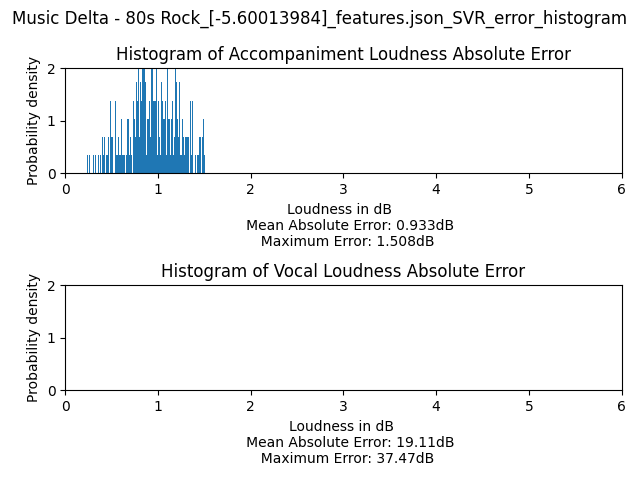 Music Delta - 80s Rock_[-5.60013984]_features.json_SVR_error_histogram
Histogram of Accompaniment Loudness Absolute Error
Probability density
2
1
0
0 1 2 3 4 5 6
Loudness in dB
Mean Absolute Error: 0.933dB
Maximum Error: 1.508dB
Histogram of Vocal Loudness Absolute Error
Probability density
2
1
0
0 1 2 3 4 5 6
Loudness in dB
Mean Absolute Error: 19.11dB
Maximum Error: 37.47dB